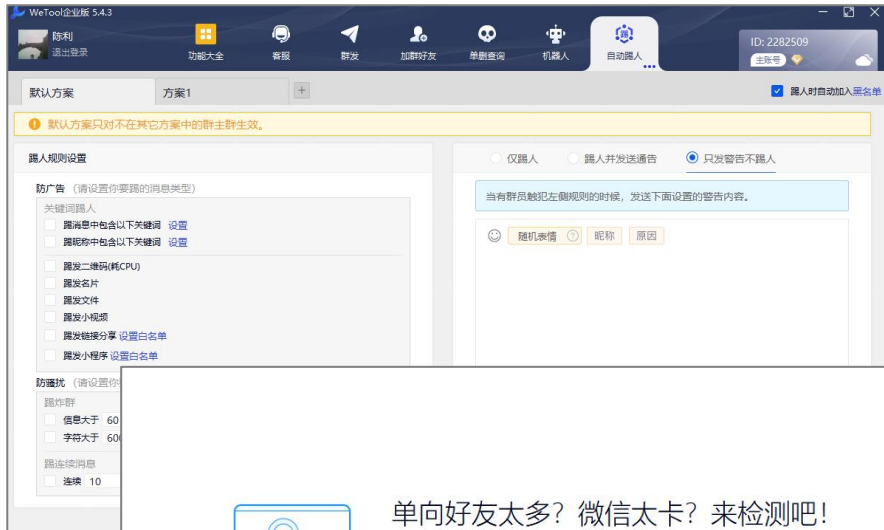 WeTool企业版 5.4.3
陈利
退出登录
功能大全
客服
群发
加群好友
单删查询
机器人
踢
自动踢人
ID: 2282509
主账号
默认方案
方案1
+
踢人时自动加入黑名单
默认方案只对不在其它方案中的群主群生效。
踢人规则设置
仅踢人
踢人并发送通告
只发警告不踢人
防广告 (请设置你要踢的消息类型)
当有群员触犯左侧规则的时候,发送下面设置的警告内容。
关键词踢人
踢消息中包含以下关键词 设置
踢昵称中包含以下关键词 设置
随机表情 ? 昵称 原因
踢发二维码(耗CPU)
踢发名片
踢发文件
踢发小视频
踢发链接分享 设置白名单
踢发小程序 设置白名单
防骚扰 (请设置你
踢炸群
信息大于 60
字符大于 600
踢连续消息
连续 10
单向好友太多?微信太卡?来检测吧!